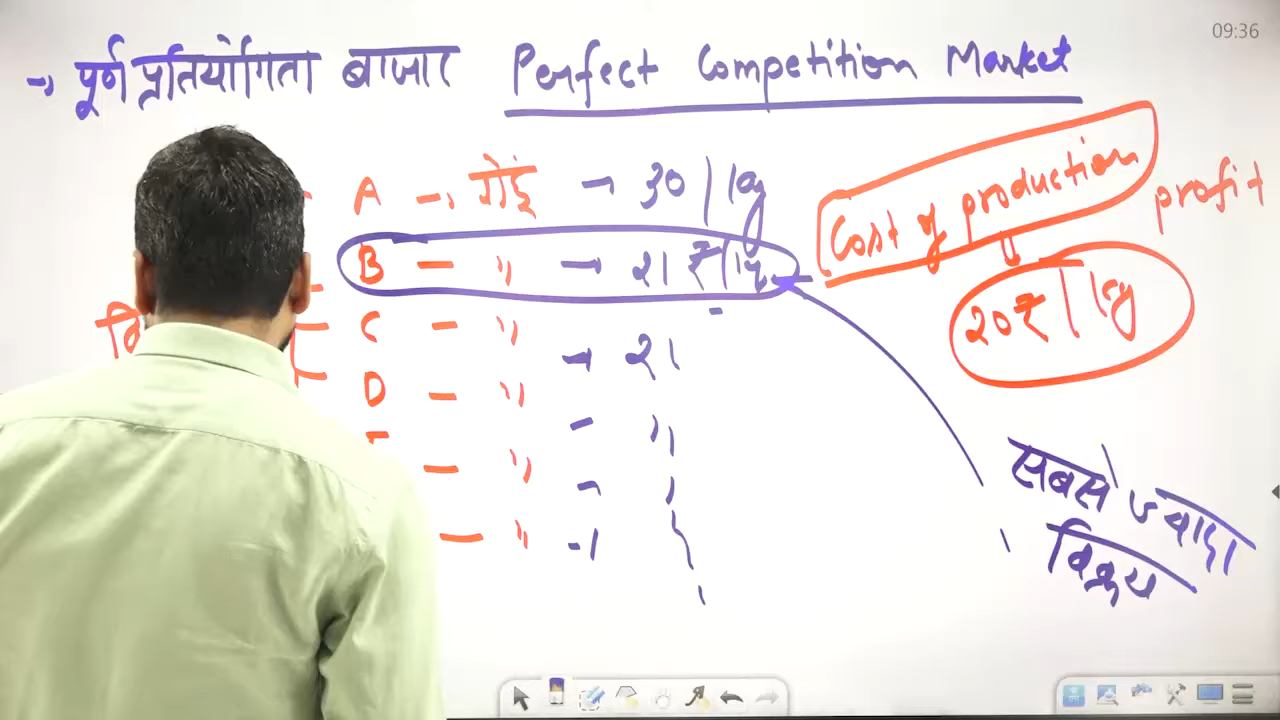 09:36
→ पूर्ण प्रतियोगिता बाजार Perfect Competition Market
A → गेहूं → 30/kg
Cost of production
profit
B — " → 21 ₹/kg
20₹/kg
C — " → 21
D — " - "
— " -
— " -
सबसे ज्यादा
विक्रय